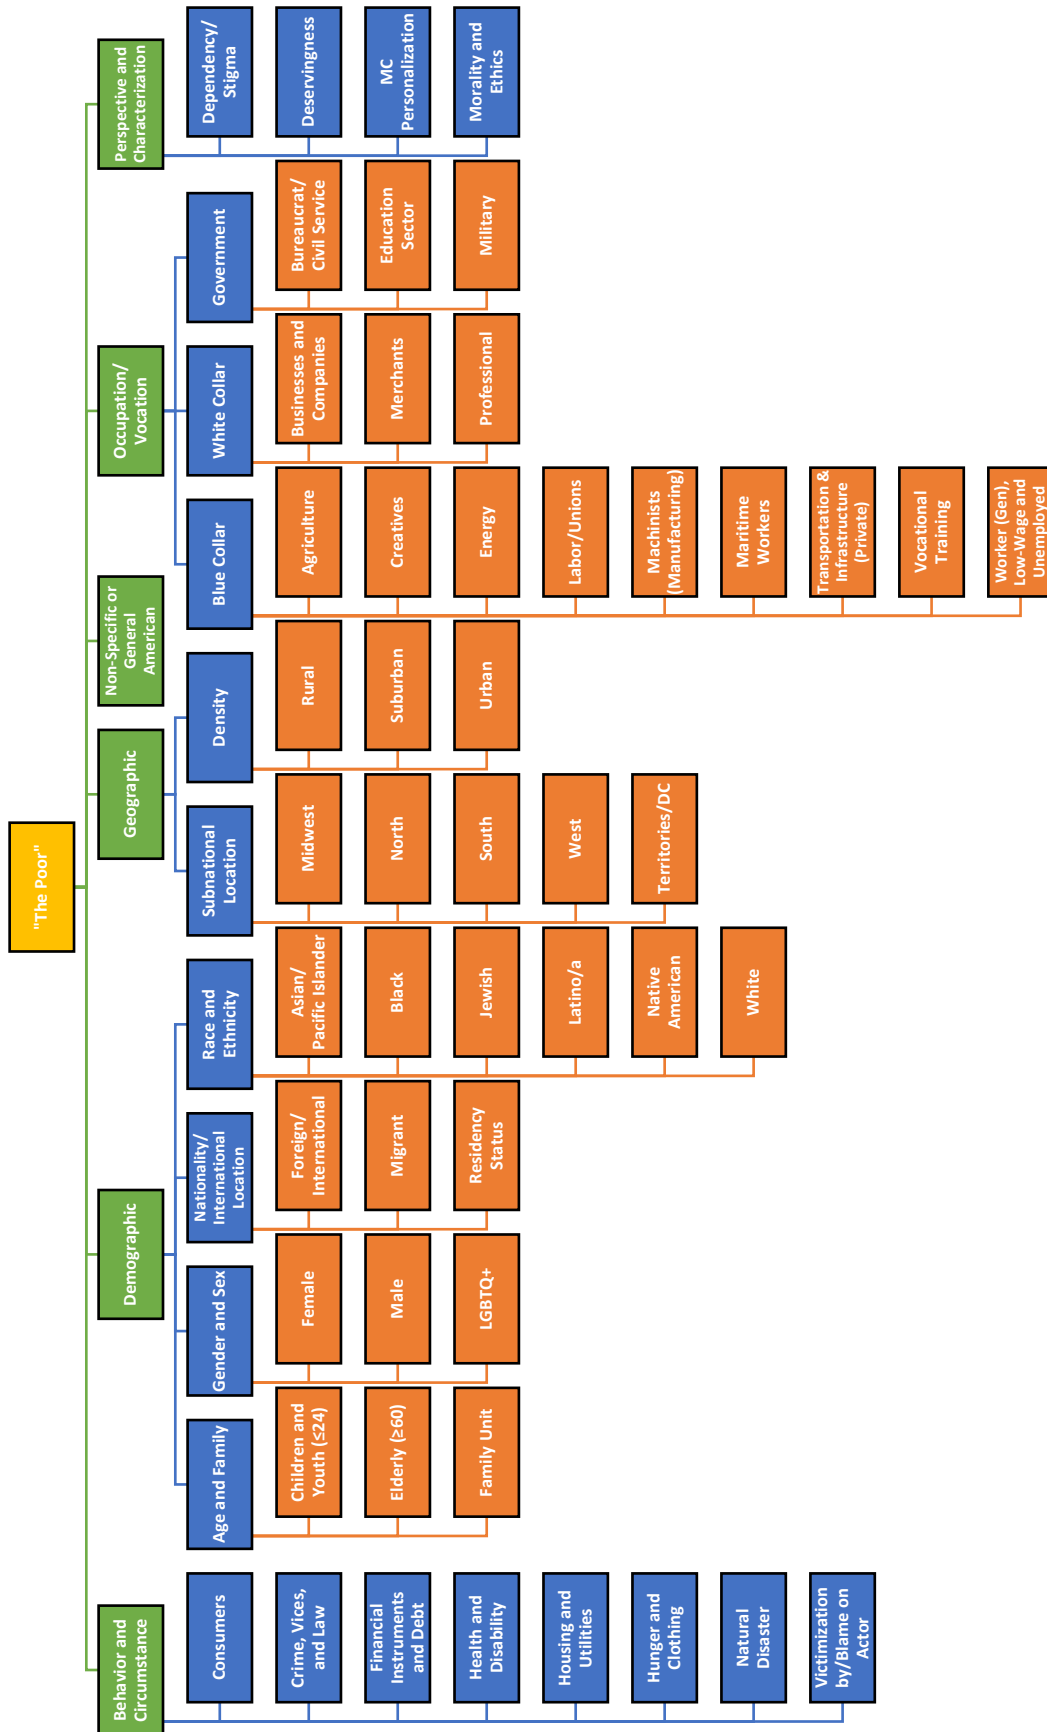 "The Poor"
Behavior and
Circumstance
Consumers
Crime, Vices,
and Law
Financial
Instruments
and Debt
Health and
Disability
Housing and
Utilities
Hunger and
Clothing
Natural
Disaster
Victimization
by/Blame on
Actor
Demographic
Age and Family
Children and
Youth (≤24)
Elderly (≥60)
Family Unit
Gender and Sex
Female
Male
LGBTQ+
Nationality/
International
Location
Foreign/
International
Migrant
Residency
Status
Race and
Ethnicity
Asian/
Pacific Islander
Black
Jewish
Latino/a
Native
American
White
Geographic
Subnational
Location
Midwest
North
South
West
Territories/DC
Density
Rural
Suburban
Urban
Non-Specific or
General
American
Occupation/
Vocation
Blue Collar
Agriculture
Creatives
Energy
Labor/Unions
Machinists
(Manufacturing)
Maritime
Workers
Transportation &
Infrastructure
(Private)
Vocational
Training
Worker (Gen),
Low-Wage and
Unemployed
White Collar
Businesses and
Companies
Merchants
Professional
Government
Bureaucrat/
Civil Service
Education
Sector
Military
Perspective and
Characterization
Dependency/
Stigma
Deservingness
MC
Personalization
Morality and
Ethics